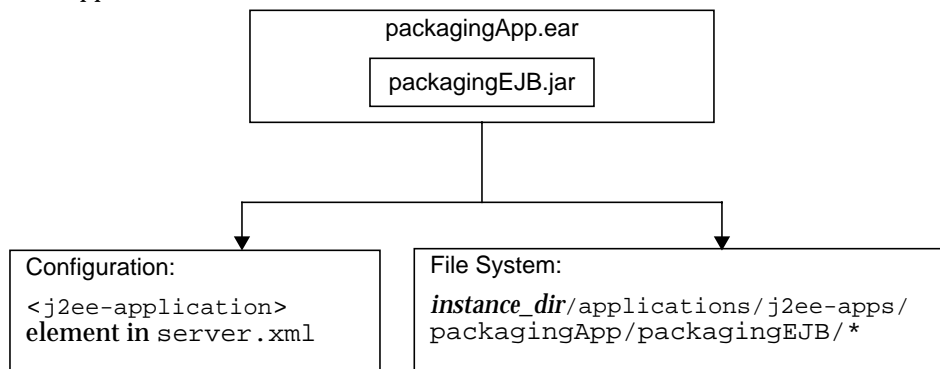 packagingApp.ear
packagingEJB.jar
Configuration:
<j2ee-application>
element in server.xml
File System:
instance_dir/applications/j2ee-apps/
packagingApp/packagingEJB/*